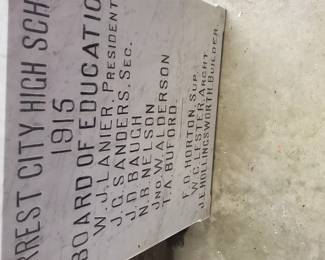 RREST CITY HIGH SCH
1915
BOARD OF EDUCATIO
W. J. LANIER, PRESIDENT
J. G. SANDERS, SEC.
J. D. BAUGH
N. B. NELSON
JNO. W. ALDERSON
T. A. BUFORD
F. D. HORTON, SUP.
W. C. LESTER, ARCHT.
J. E. HOLLINGSWORTH, BUILDER